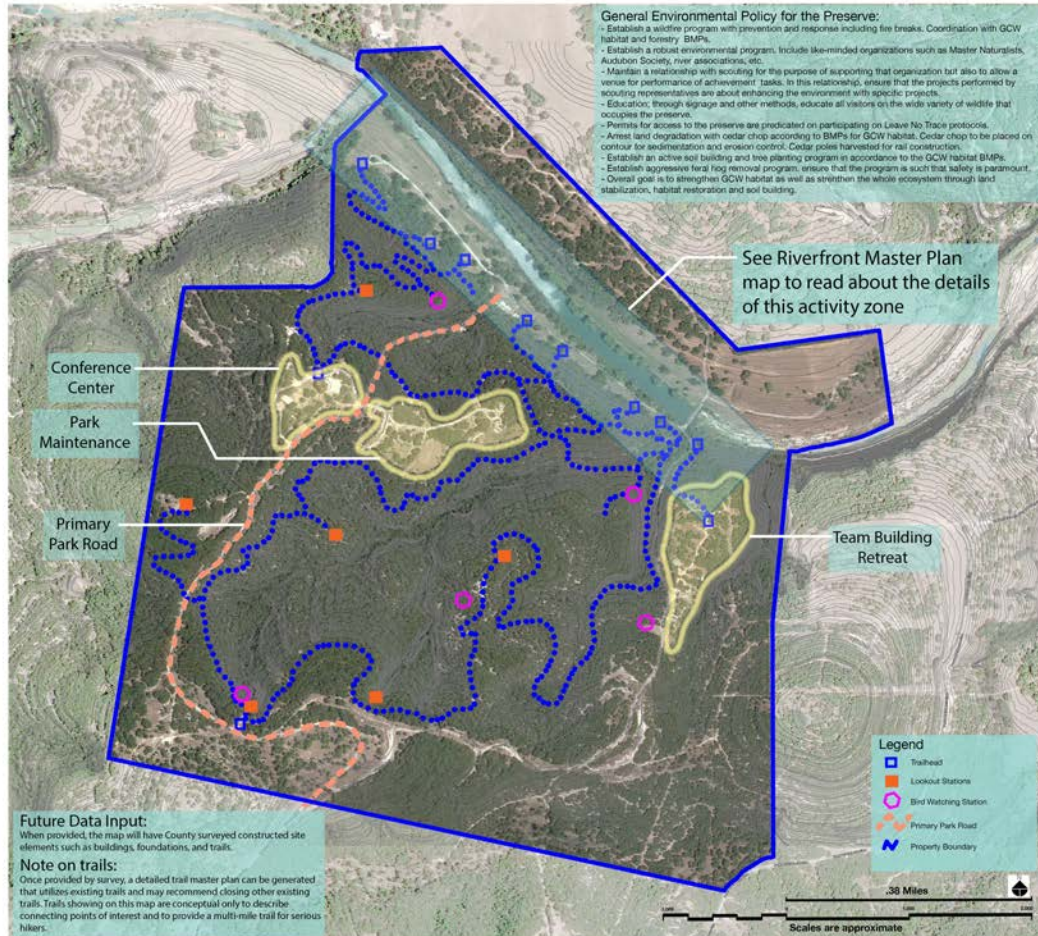 General Environmental Policy for the Preserve:
- Establish a wildfire program with prevention and response including fire breaks. Coordination with GCW
habitat and forestry BMPs.
- Establish a robust environmental program. Include like-minded organizations such as Master Naturalists,
Audubon Society, river associations, etc.
- Maintain a relationship with scouting for the purpose of supporting that organization but also to allow a
venue for performance of achievement tasks. In this relationship, ensure that the projects performed by
scouting representatives are about enhancing the environment with specific projects.
- Education; through signage and other methods, educate all visitors on the wide variety of wildlife that
occupies the preserve.
- Permits for access to the preserve are predicated on participating on Leave No Trace protocols.
- Arrest land degradation with cedar chop according to BMPs for GCW habitat. Cedar chop to be placed on
contour for sedimentation and erosion control. Cedar poles harvested for rail construction.
- Establish an active soil building and tree planting program in accordance to the GCW habitat BMPs.
- Establish aggressive feral hog removal program, ensure that the program is such that safety is paramount.
- Overall goal is to strengthen GCW habitat as well as strenthen the whole ecosystem through land
stabilization, habitat restoration and soil building.
See Riverfront Master Plan
map to read about the details
of this activity zone
Conference
Center
Park
Maintenance
Primary
Park Road
Team Building
Retreat
Legend
Trailhead
Lookout Stations
Bird Watching Station
Primary Park Road
Property Boundary
Future Data Input:
When provided, the map will have County surveyed constructed site
elements such as buildings, foundations, and trails.
Note on trails:
Once provided by survey, a detailed trail master plan can be generated
that utilizes existing trails and may recommend closing other existing
trails. Trails showing on this map are conceptual only to describe
connecting points of interest and to provide a multi-mile trail for serious
hikers.
.38 Miles
Scales are approximate